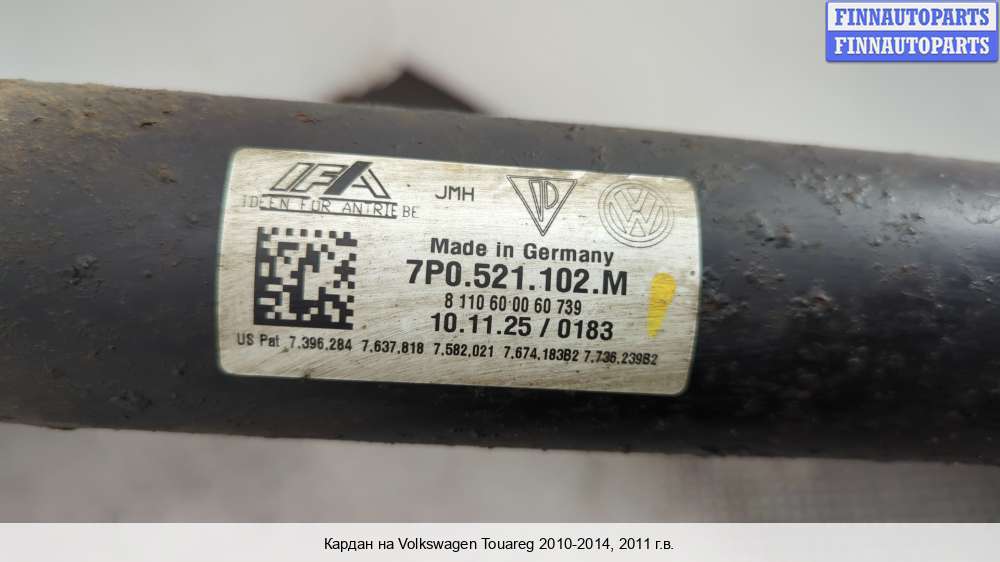 FINNAUTOPARTS
FINNAUTOPARTS
IFA
IDEEN FÜR ANTRIEBE
JMH
Made in Germany
7P0.521.102.M
8 110 60 00 60 739
10.11.25 / 0183
US Pat 7.396.284 7.637.818 7.582.021 7.674.183B2 7.736.239B2
Кардан на Volkswagen Touareg 2010-2014, 2011 г.в.